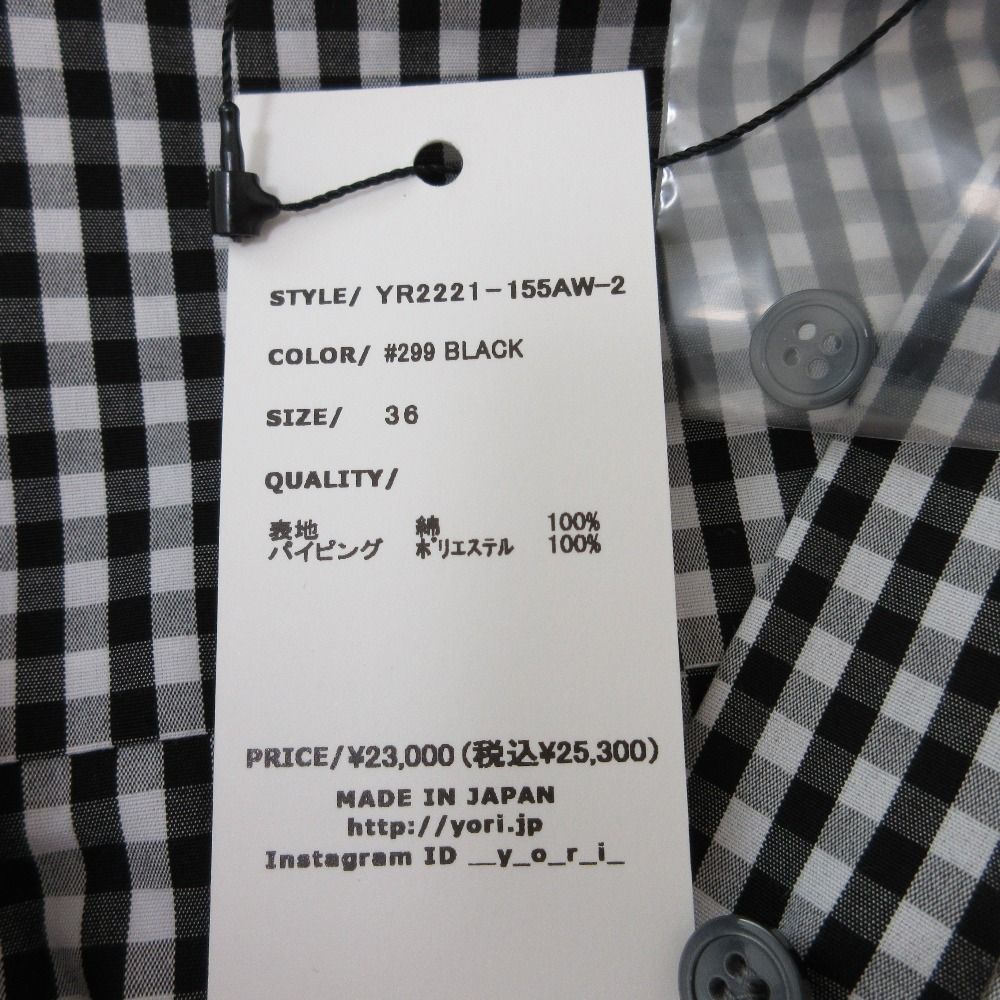 STYLE/ YR2221-155AW-2
COLOR/ #299 BLACK
SIZE/ 36
QUALITY/
表地 綿 100%
パイピング ポリエステル 100%
PRICE/¥23,000(税込¥25,300)
MADE IN JAPAN
http://yori.jp
Instagram ID __y_o_r_i_